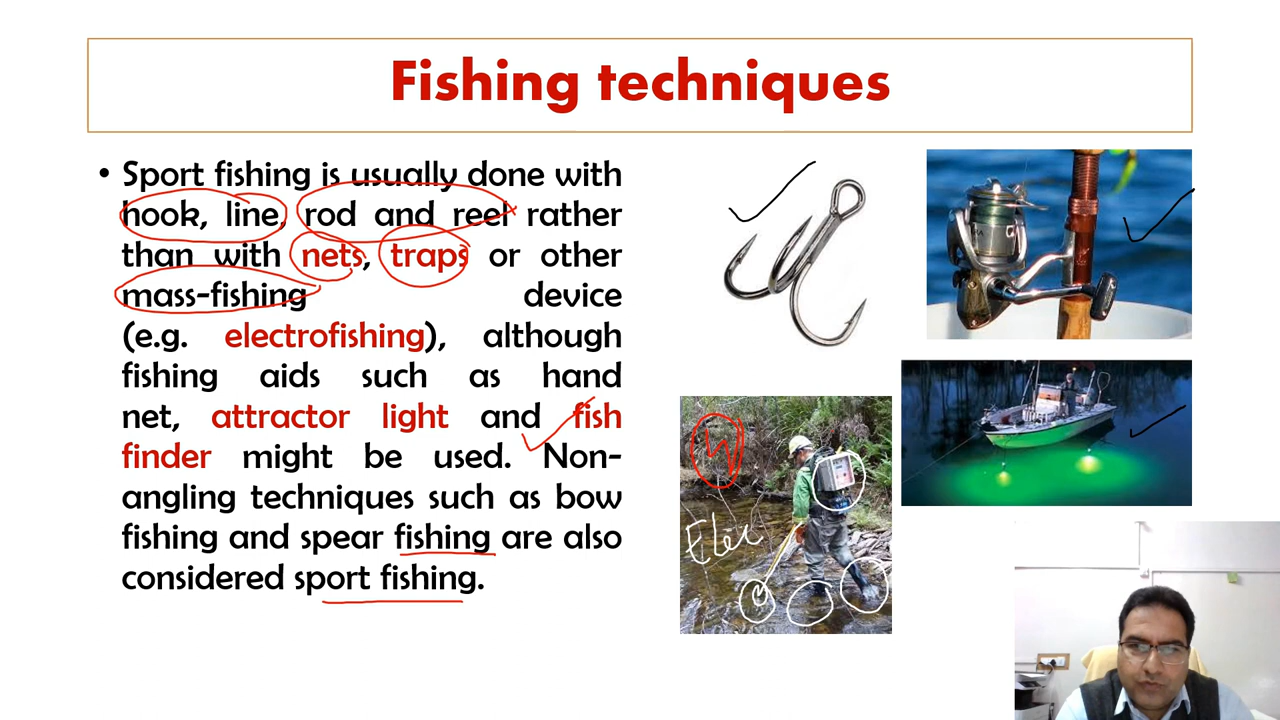 Fishing techniques
• Sport fishing is usually done with
hook, line, rod and reel rather
than with nets, traps or other
mass-fishing device
(e.g. electrofishing), although
fishing aids such as hand
net, attractor light and fish
finder might be used. Non-
angling techniques such as bow
fishing and spear fishing are also
considered sport fishing.
Elec